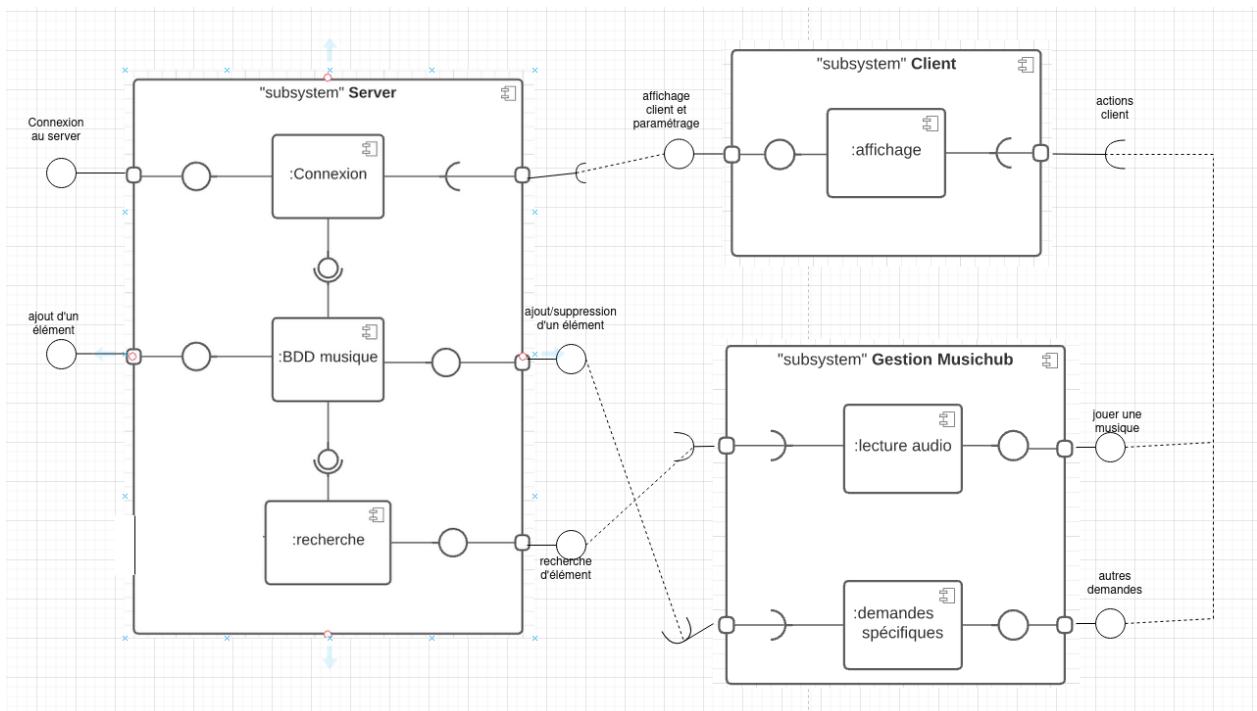 "subsystem" Server
Connexion
au server
:Connexion
ajout d'un
élément
:BDD musique
ajout/suppression
d'un élément
:recherche
recherche
d'élément
affichage
client et
paramétrage
"subsystem" Client
:affichage
actions
client
"subsystem" Gestion Musichub
:lecture audio
jouer une
musique
:demandes
spécifiques
autres
demandes